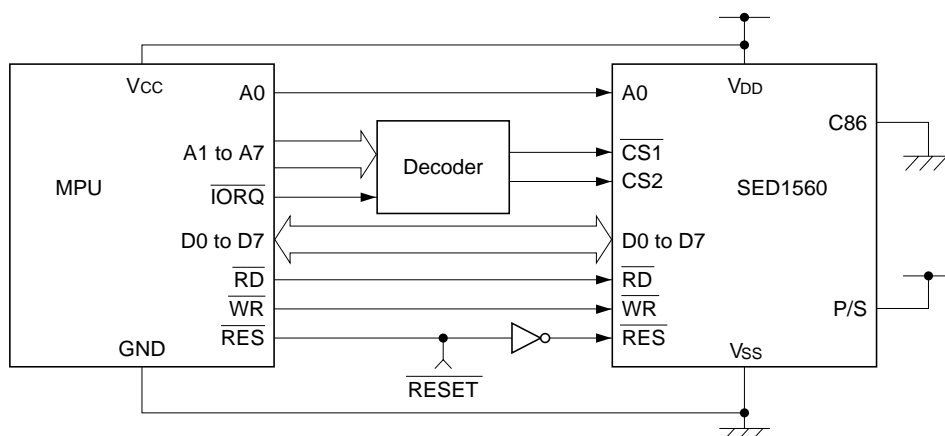 VCC
A0
A1 to A7
MPU
IORQ
D0 to D7
RD
WR
RES
GND
Decoder
RESET
VDD
A0
C86
CS1
CS2
SED1560
D0 to D7
RD
P/S
WR
RES
VSS